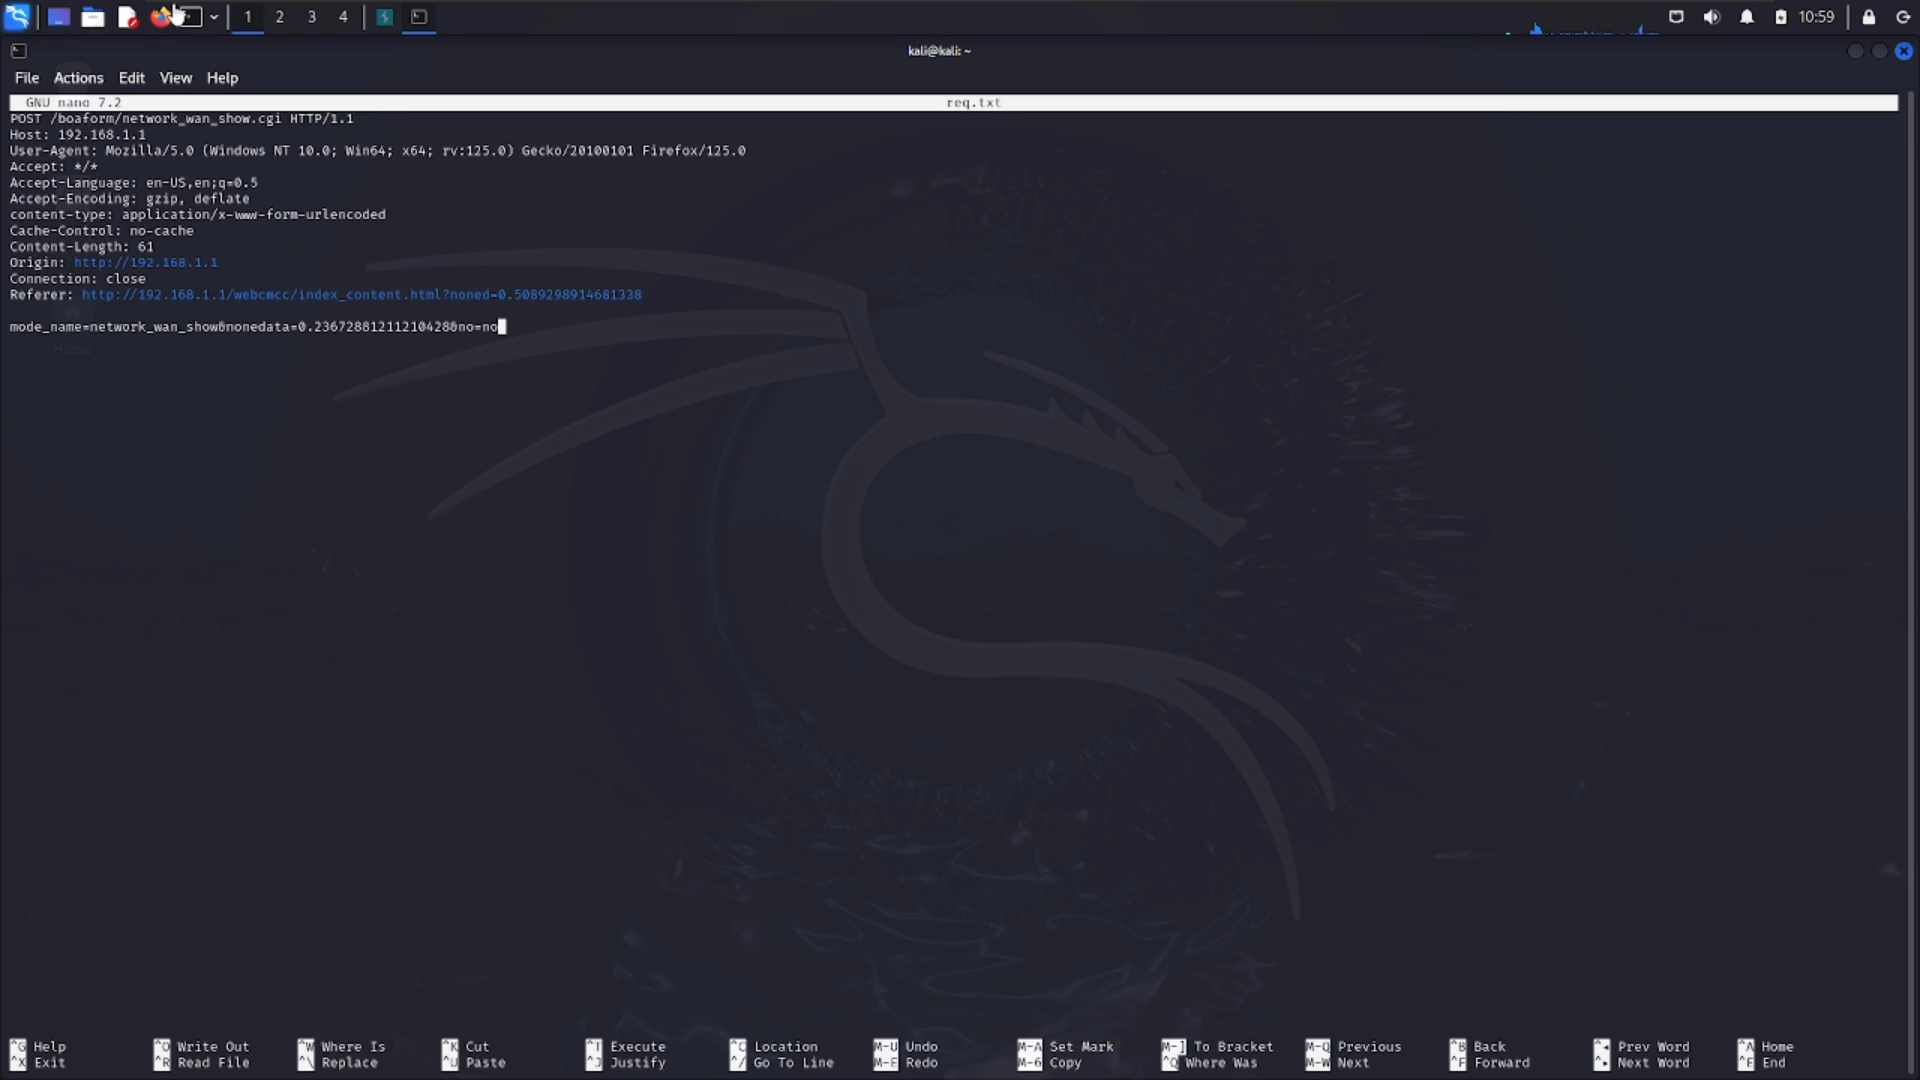 1 2 3 4 10:59
kali@kali: ~
File Actions Edit View Help
GNU nano 7.2 req.txt
POST /boaform/network_wan_show.cgi HTTP/1.1
Host: 192.168.1.1
User-Agent: Mozilla/5.0 (Windows NT 10.0; Win64; x64; rv:125.0) Gecko/20100101 Firefox/125.0
Accept: */*
Accept-Language: en-US,en;q=0.5
Accept-Encoding: gzip, deflate
content-type: application/x-www-form-urlencoded
Cache-Control: no-cache
Content-Length: 61
Origin: http://192.168.1.1
Connection: close
Referer: http://192.168.1.1/webcmcc/index_content.html?noned=0.5089298914681338
mode_name=network_wan_show&nonedata=0.23672881211210428&no=no
Home
^G Help ^O Write Out ^W Where Is ^K Cut ^T Execute ^C Location M-U Undo M-A Set Mark M-] To Bracket M-Q Previous ^B Back ^◂ Prev Word ^A Home
^X Exit ^R Read File ^\ Replace ^U Paste ^J Justify ^/ Go To Line M-E Redo M-6 Copy ^Q Where Was M-W Next ^F Forward ^▸ Next Word ^E End